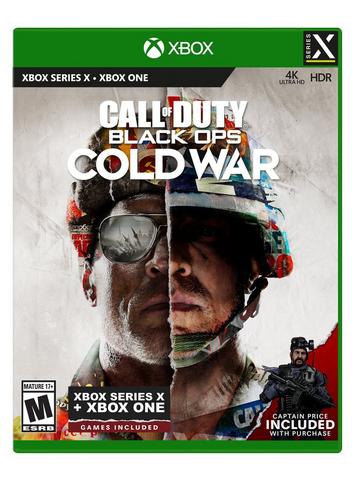 XBOX
SERIES X
XBOX SERIES X • XBOX ONE
4K
ULTRA HD
HDR
CALL OF DUTY
BLACK OPS
COLD WAR
MATURE 17+
M
ESRB
XBOX SERIES X
+ XBOX ONE
GAMES INCLUDED
CAPTAIN PRICE
INCLUDED
WITH PURCHASE